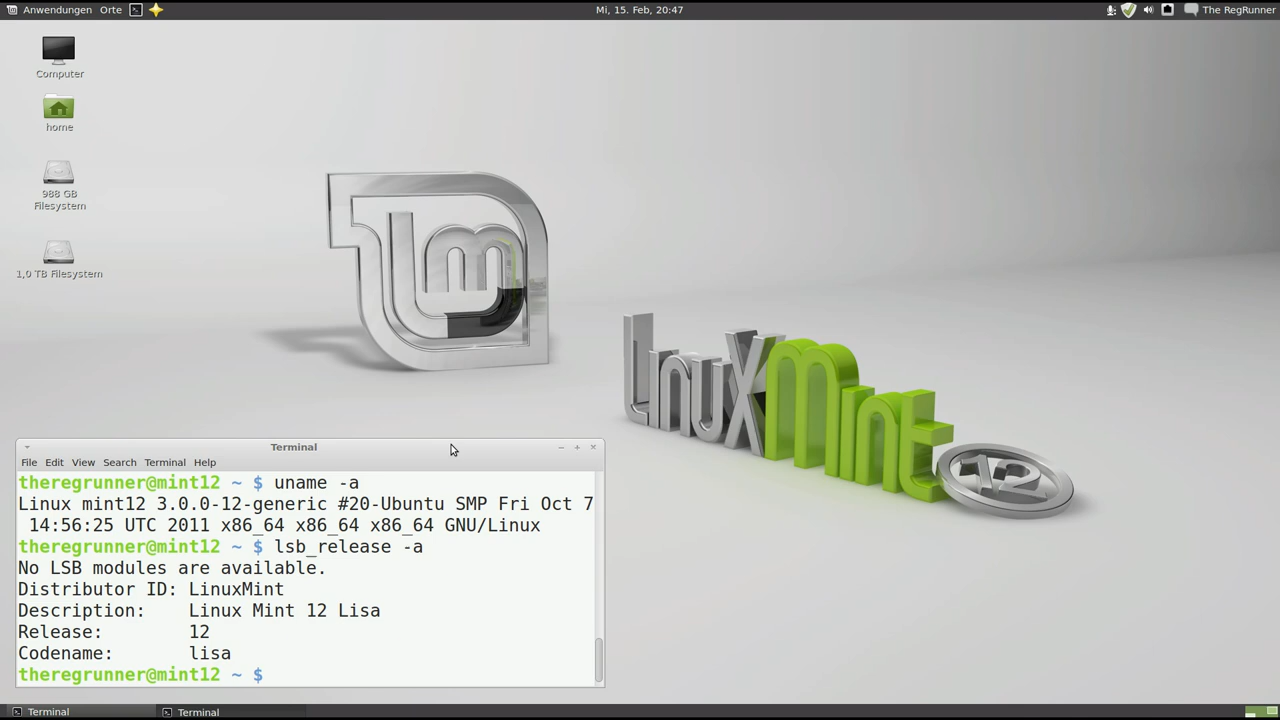 Anwendungen Orte Mi, 15. Feb, 20:47 The RegRunner
Computer
home
988 GB
Filesystem
1,0 TB Filesystem
lm
Linux Mint 12
Terminal
File Edit View Search Terminal Help
theregrunner@mint12 ~ $ uname -a
Linux mint12 3.0.0-12-generic #20-Ubuntu SMP Fri Oct 7
14:56:25 UTC 2011 x86_64 x86_64 x86_64 GNU/Linux
theregrunner@mint12 ~ $ lsb_release -a
No LSB modules are available.
Distributor ID: LinuxMint
Description: Linux Mint 12 Lisa
Release: 12
Codename: lisa
theregrunner@mint12 ~ $
Terminal Terminal